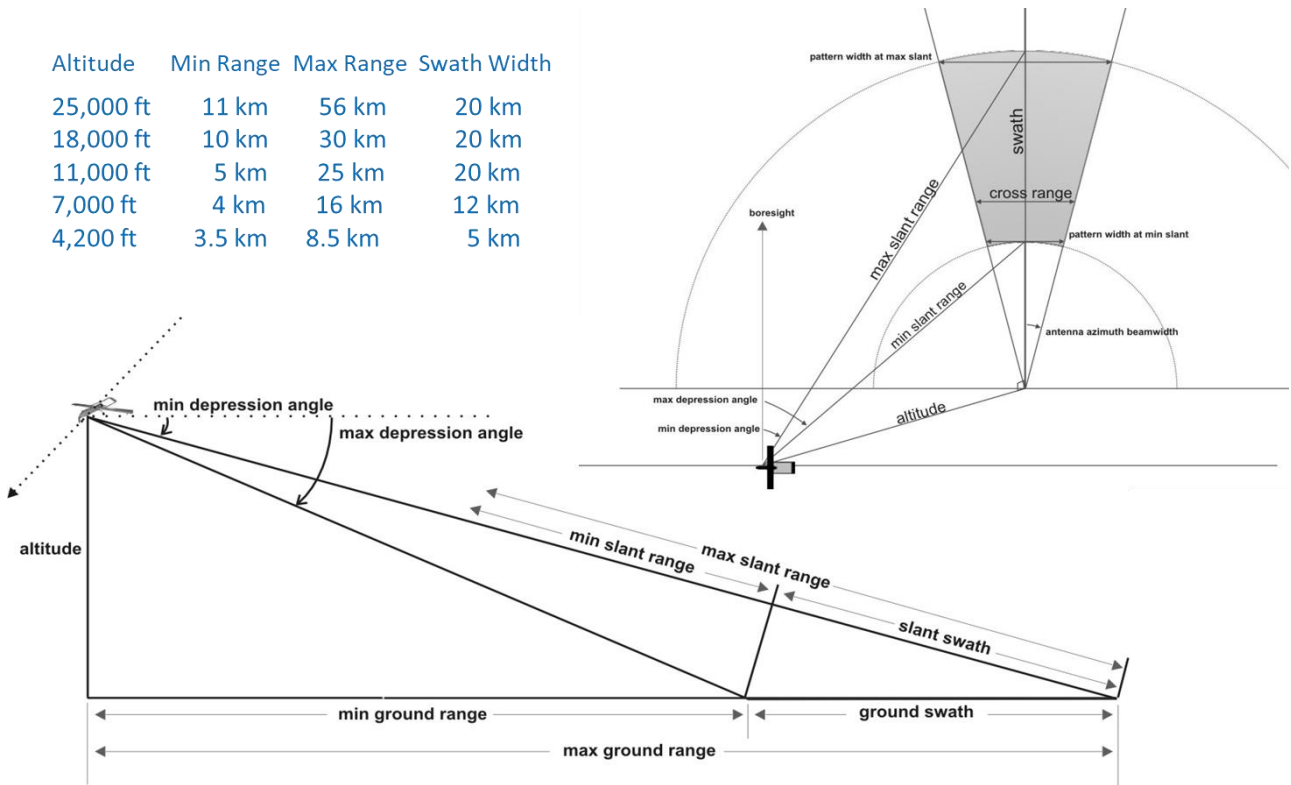 Altitude Min Range Max Range Swath Width
25,000 ft 11 km 56 km 20 km
18,000 ft 10 km 30 km 20 km
11,000 ft 5 km 25 km 20 km
7,000 ft 4 km 16 km 12 km
4,200 ft 3.5 km 8.5 km 5 km
pattern width at max slant
swath
cross range
boresight
pattern width at min slant
max slant range
min slant range
antenna azimuth beamwidth
max depression angle
min depression angle
altitude
min depression angle
max depression angle
altitude
min slant range
max slant range
slant swath
min ground range
ground swath
max ground range